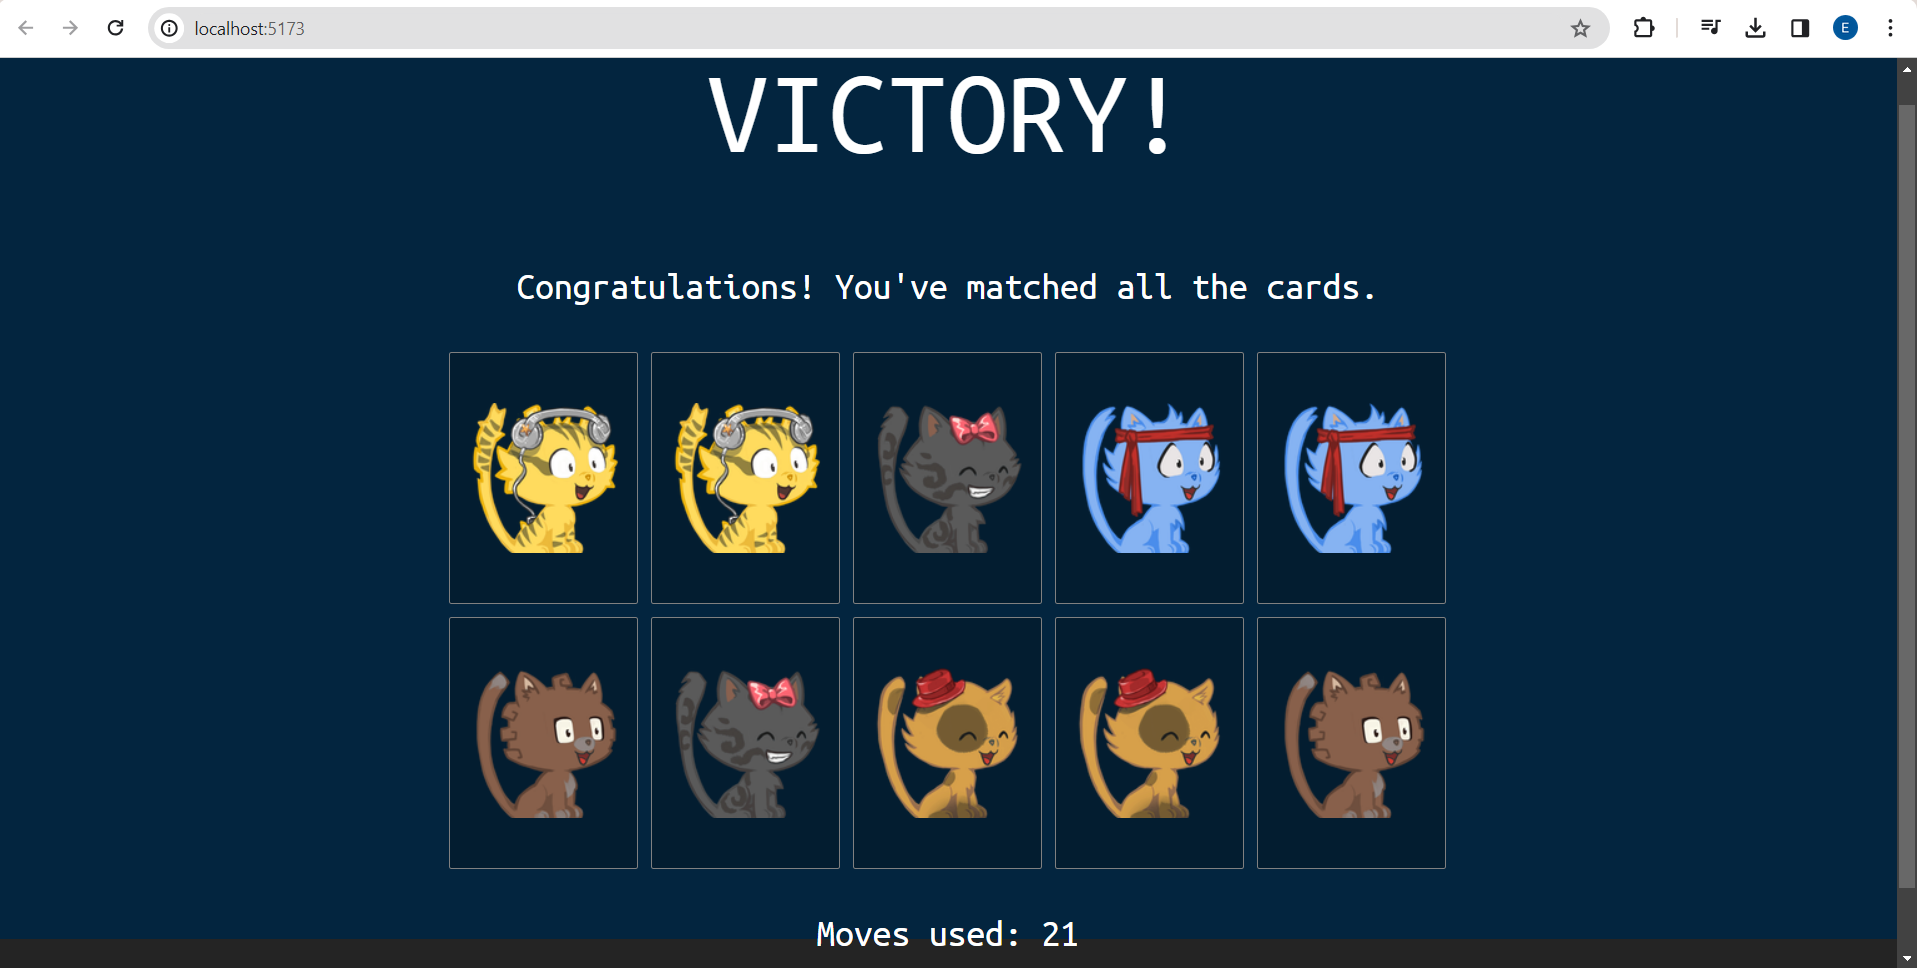 localhost:5173
E
VICTORY!
Congratulations! You've matched all the cards.
Moves used: 21